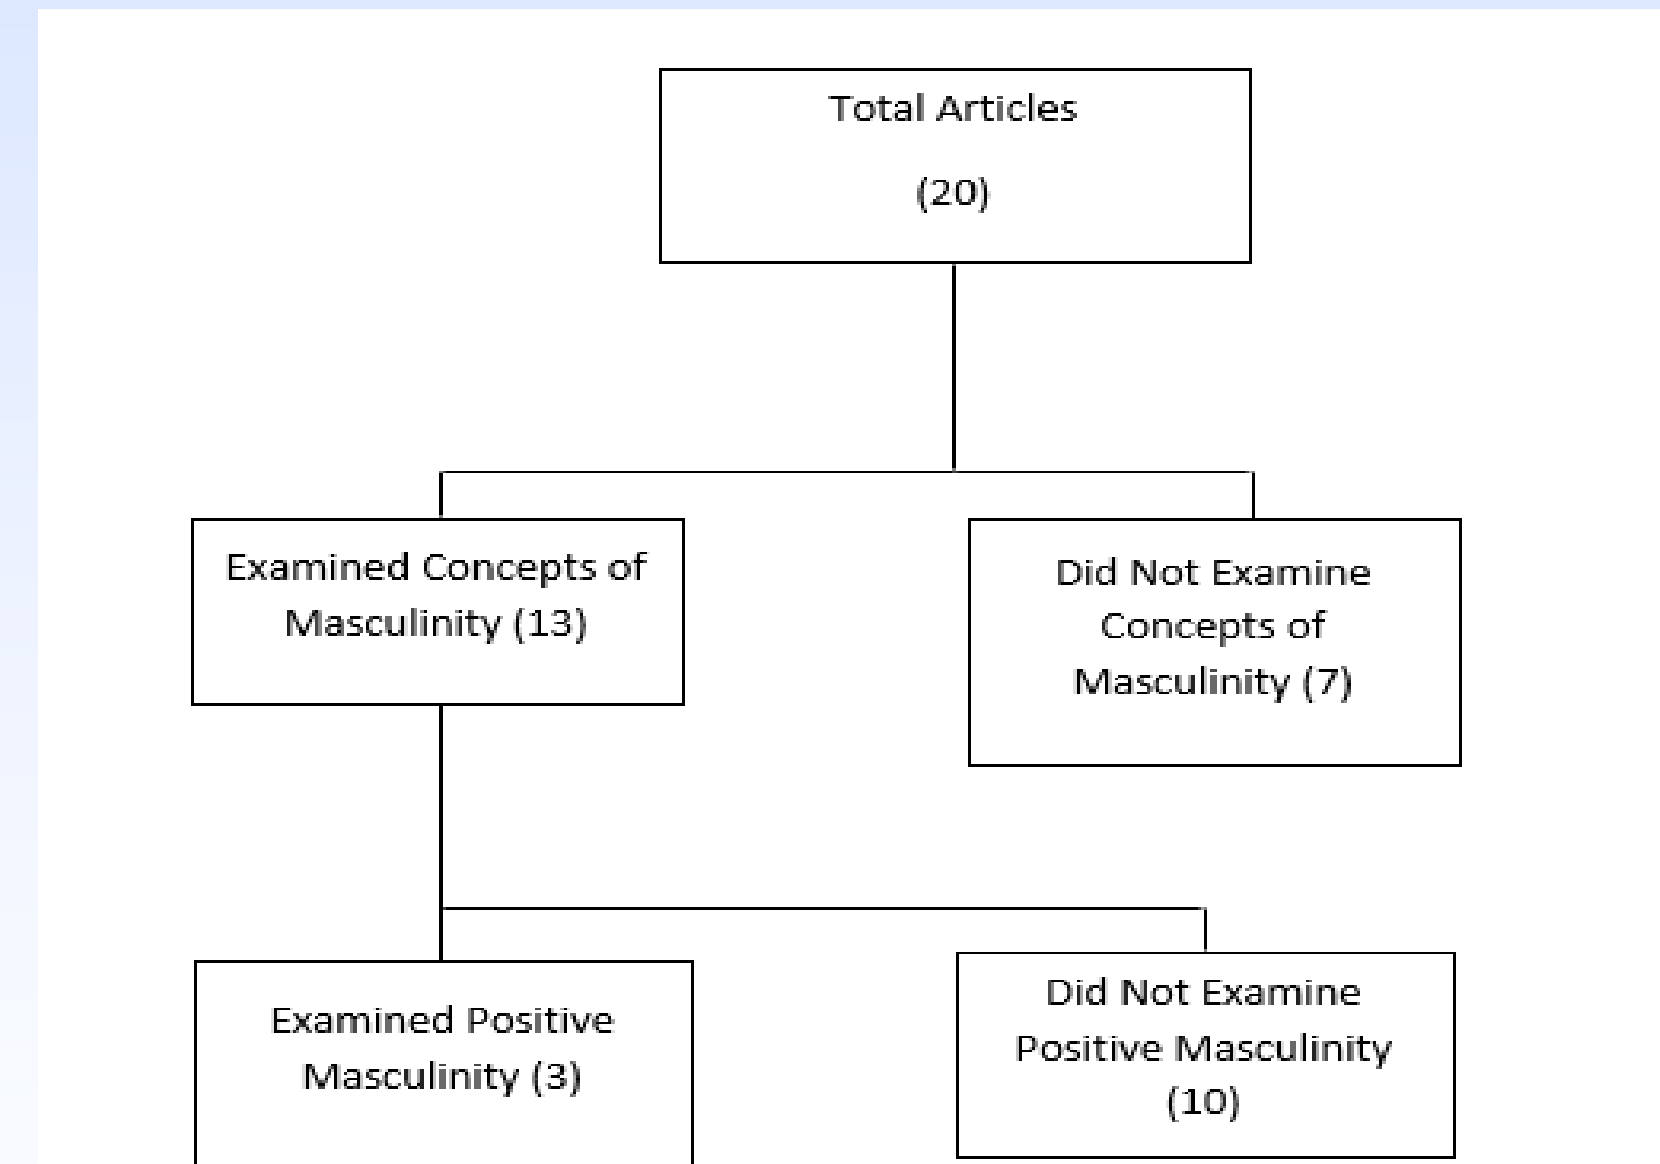 Total Articles
(20)
Examined Concepts of
Masculinity (13)
Did Not Examine
Concepts of
Masculinity (7)
Examined Positive
Masculinity (3)
Did Not Examine
Positive Masculinity
(10)